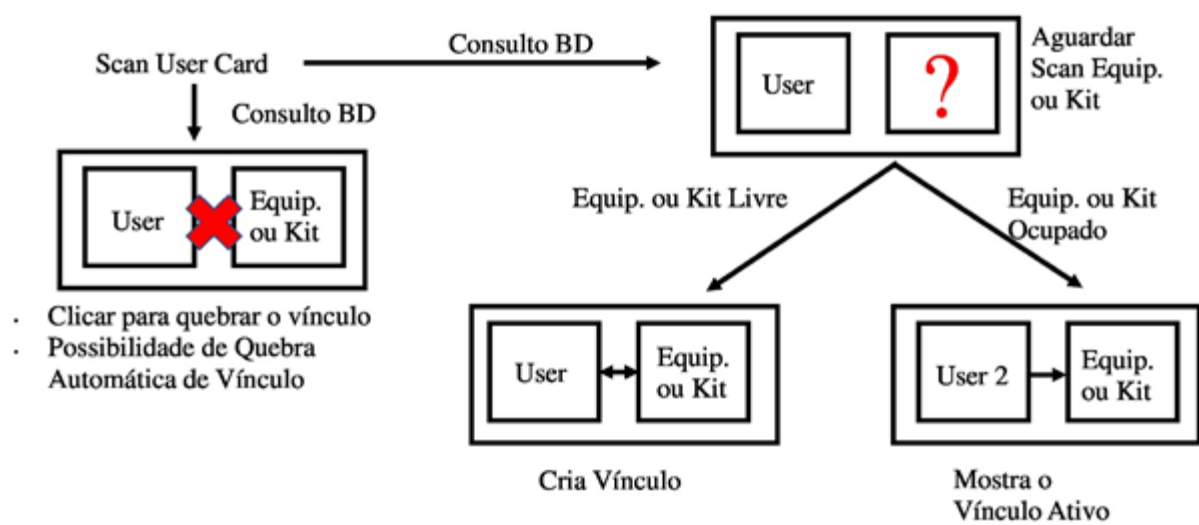 Scan User Card
Consulto BD
Consulto BD
User
?
Aguardar
Scan Equip.
ou Kit
User
Equip.
ou Kit
· Clicar para quebrar o vínculo
· Possibilidade de Quebra
Automática de Vínculo
Equip. ou Kit Livre
Equip. ou Kit
Ocupado
User
Equip.
ou Kit
Cria Vínculo
User 2
Equip.
ou Kit
Mostra o
Vínculo Ativo